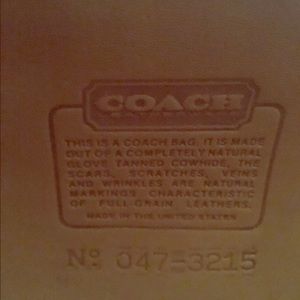 COACH
THIS IS A COACH BAG. IT IS MADE
OUT OF A COMPLETELY NATURAL
GLOVE TANNED COWHIDE, THE
SCARS, SCRATCHES, VEINS
AND WRINKLES ARE NATURAL
MARKINGS CHARACTERISTIC
OF FULL-GRAIN LEATHERS.
MADE IN THE UNITED STATES
Nº 047-3215